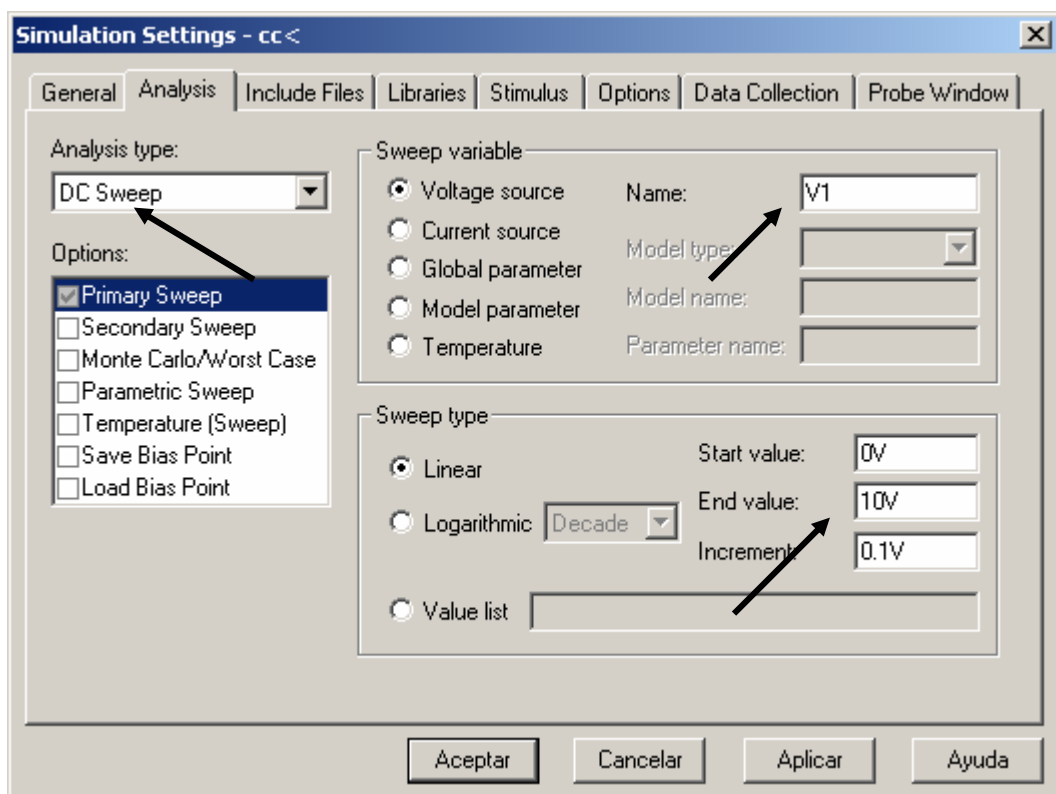 Simulation Settings - cc<
General Analysis Include Files Libraries Stimulus Options Data Collection Probe Window
Analysis type:
DC Sweep
Options:
Primary Sweep
Secondary Sweep
Monte Carlo/Worst Case
Parametric Sweep
Temperature (Sweep)
Save Bias Point
Load Bias Point
Sweep variable
Voltage source
Current source
Global parameter
Model parameter
Temperature
Name: V1
Model type:
Model name:
Parameter name:
Sweep type
Linear
Logarithmic Decade
Value list
Start value: 0V
End value: 10V
Increment: 0.1V
Aceptar Cancelar Aplicar Ayuda